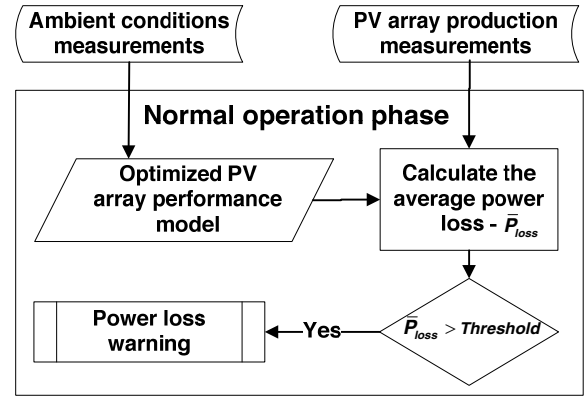 Ambient conditions
measurements
PV array production
measurements
Normal operation phase
Optimized PV
array performance
model
Calculate the
average power
loss - P̅loss
P̅loss > Threshold
Yes
Power loss
warning